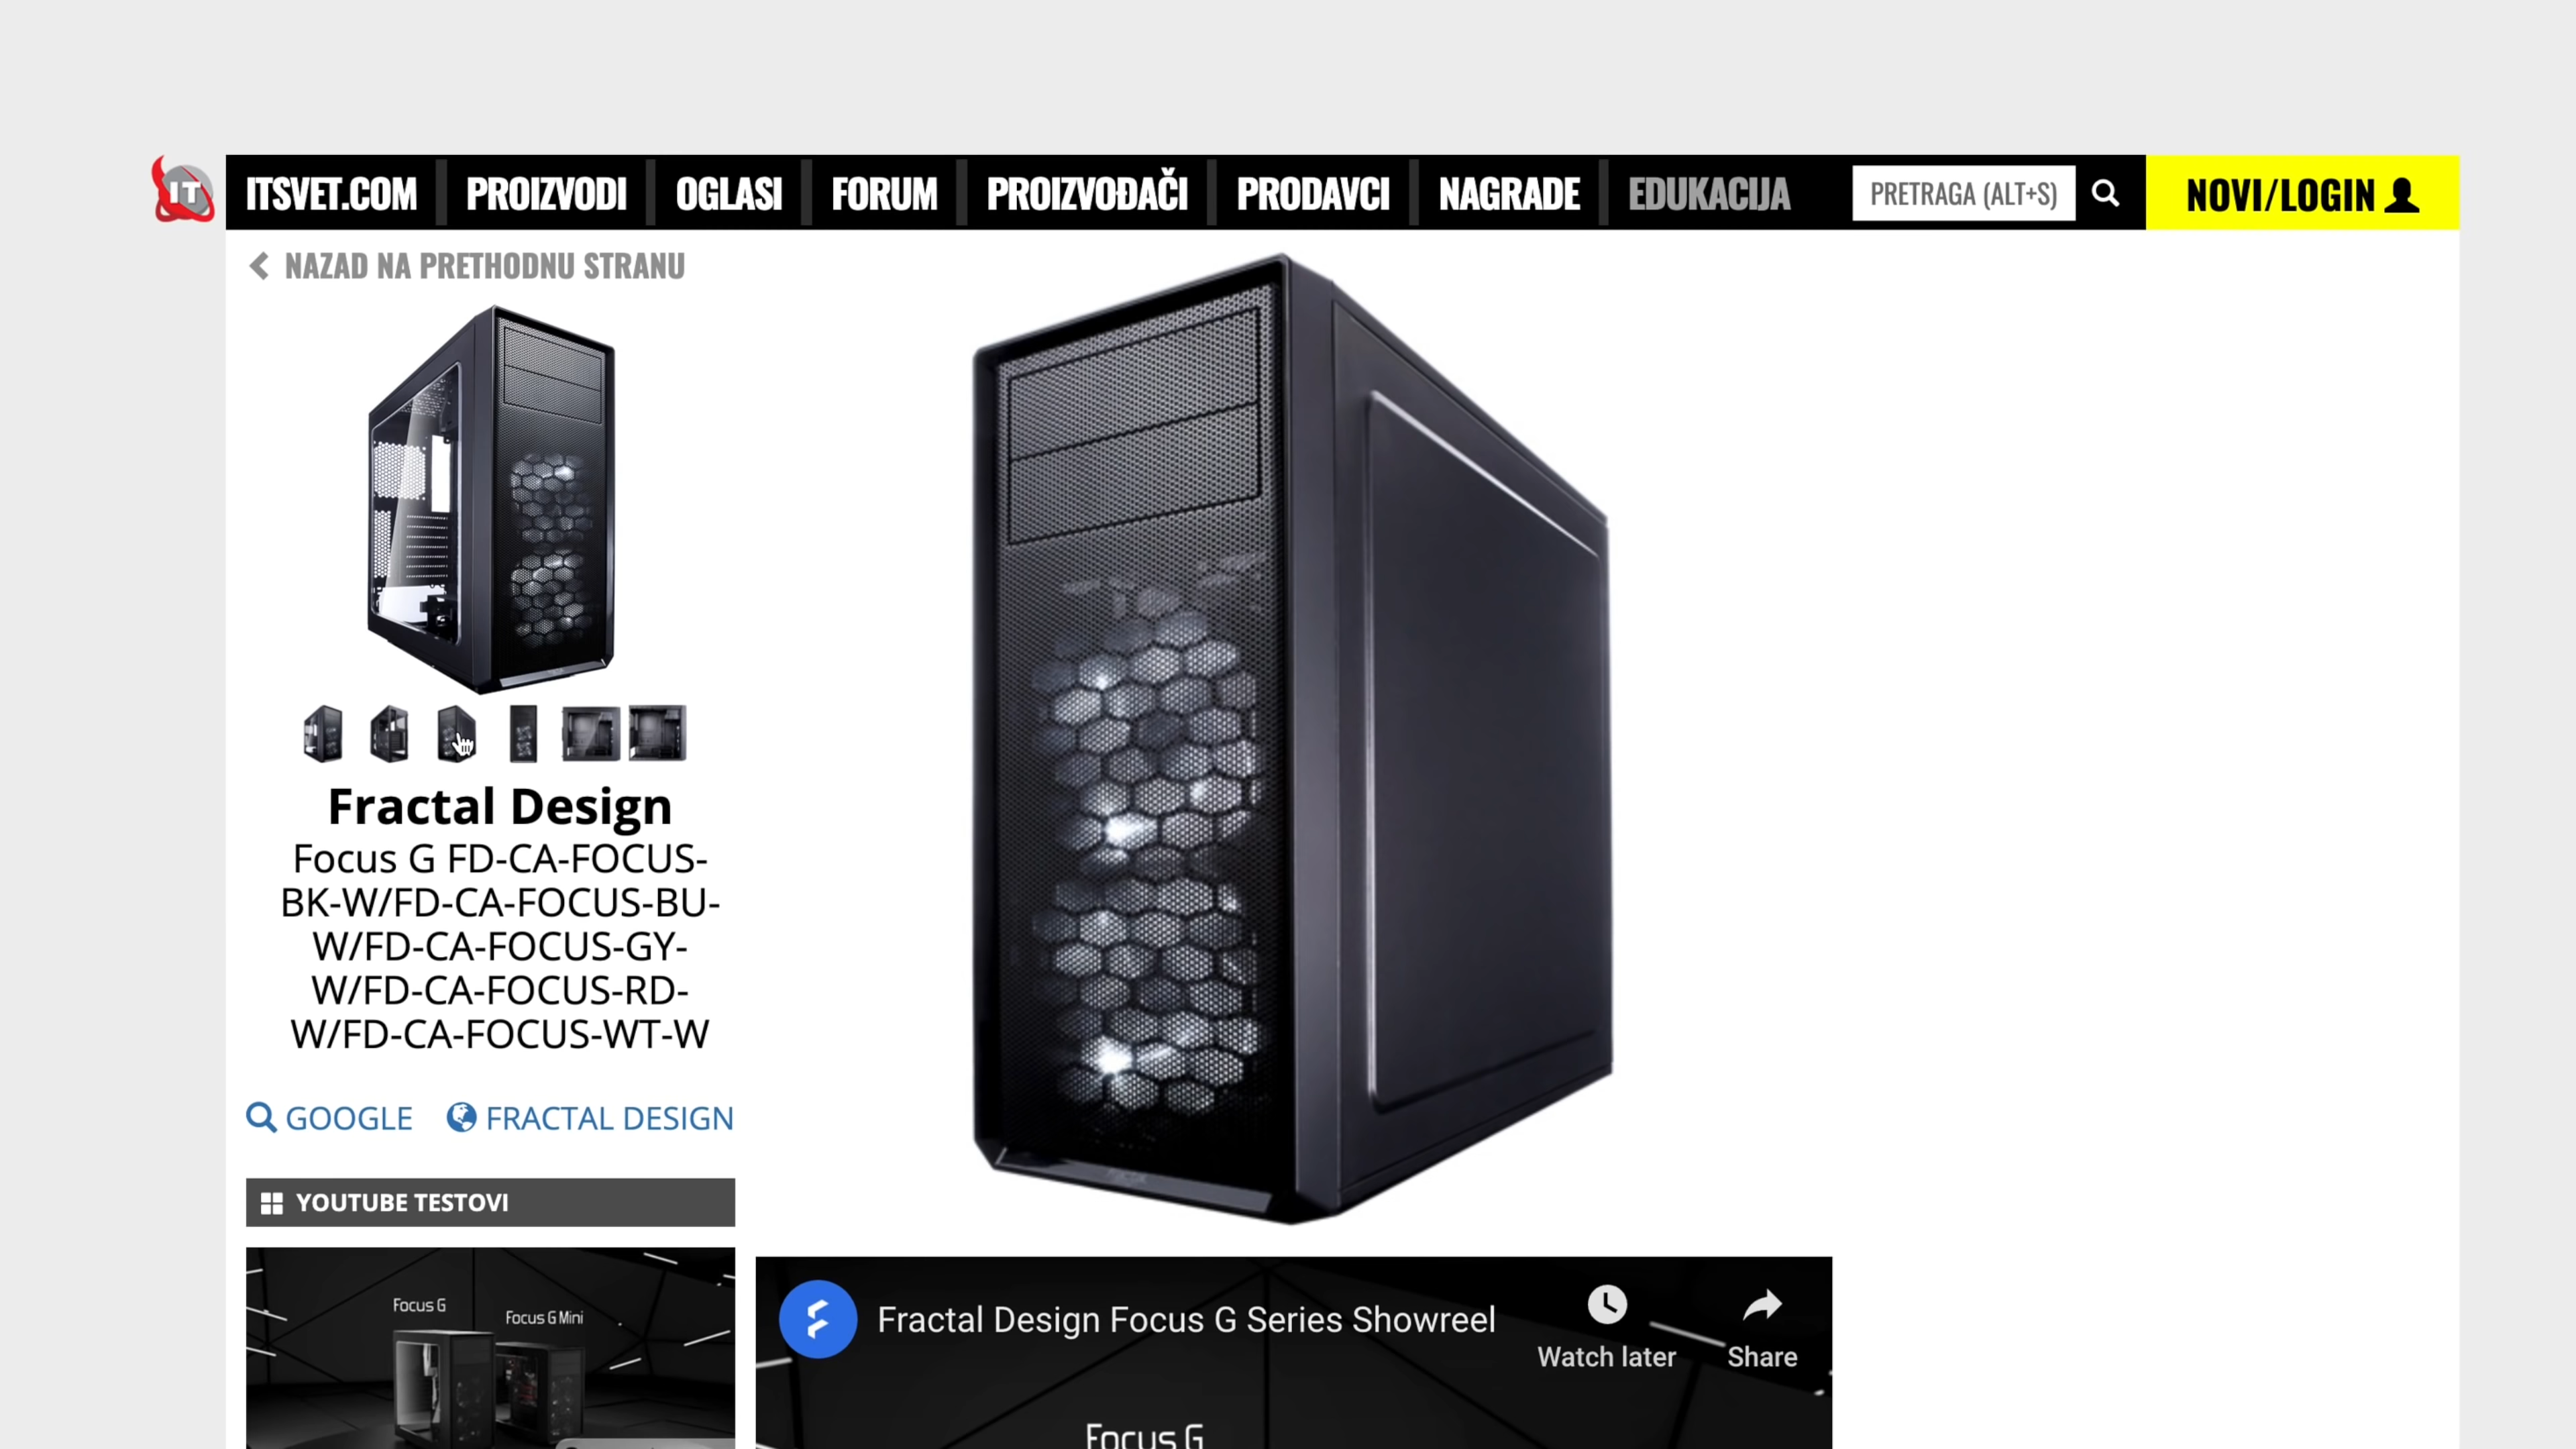 IT
ITSVET.COM PROIZVODI OGLASI FORUM PROIZVOĐAČI PRODAVCI NAGRADE EDUKACIJA PRETRAGA (ALT+S) NOVI/LOGIN
NAZAD NA PRETHODNU STRANU
Fractal Design
Focus G FD-CA-FOCUS-
BK-W/FD-CA-FOCUS-BU-
W/FD-CA-FOCUS-GY-
W/FD-CA-FOCUS-RD-
W/FD-CA-FOCUS-WT-W
GOOGLE FRACTAL DESIGN
YOUTUBE TESTOVI
Focus G
Focus G Mini
Fractal Design Focus G Series Showreel
Watch later
Share
Focus G